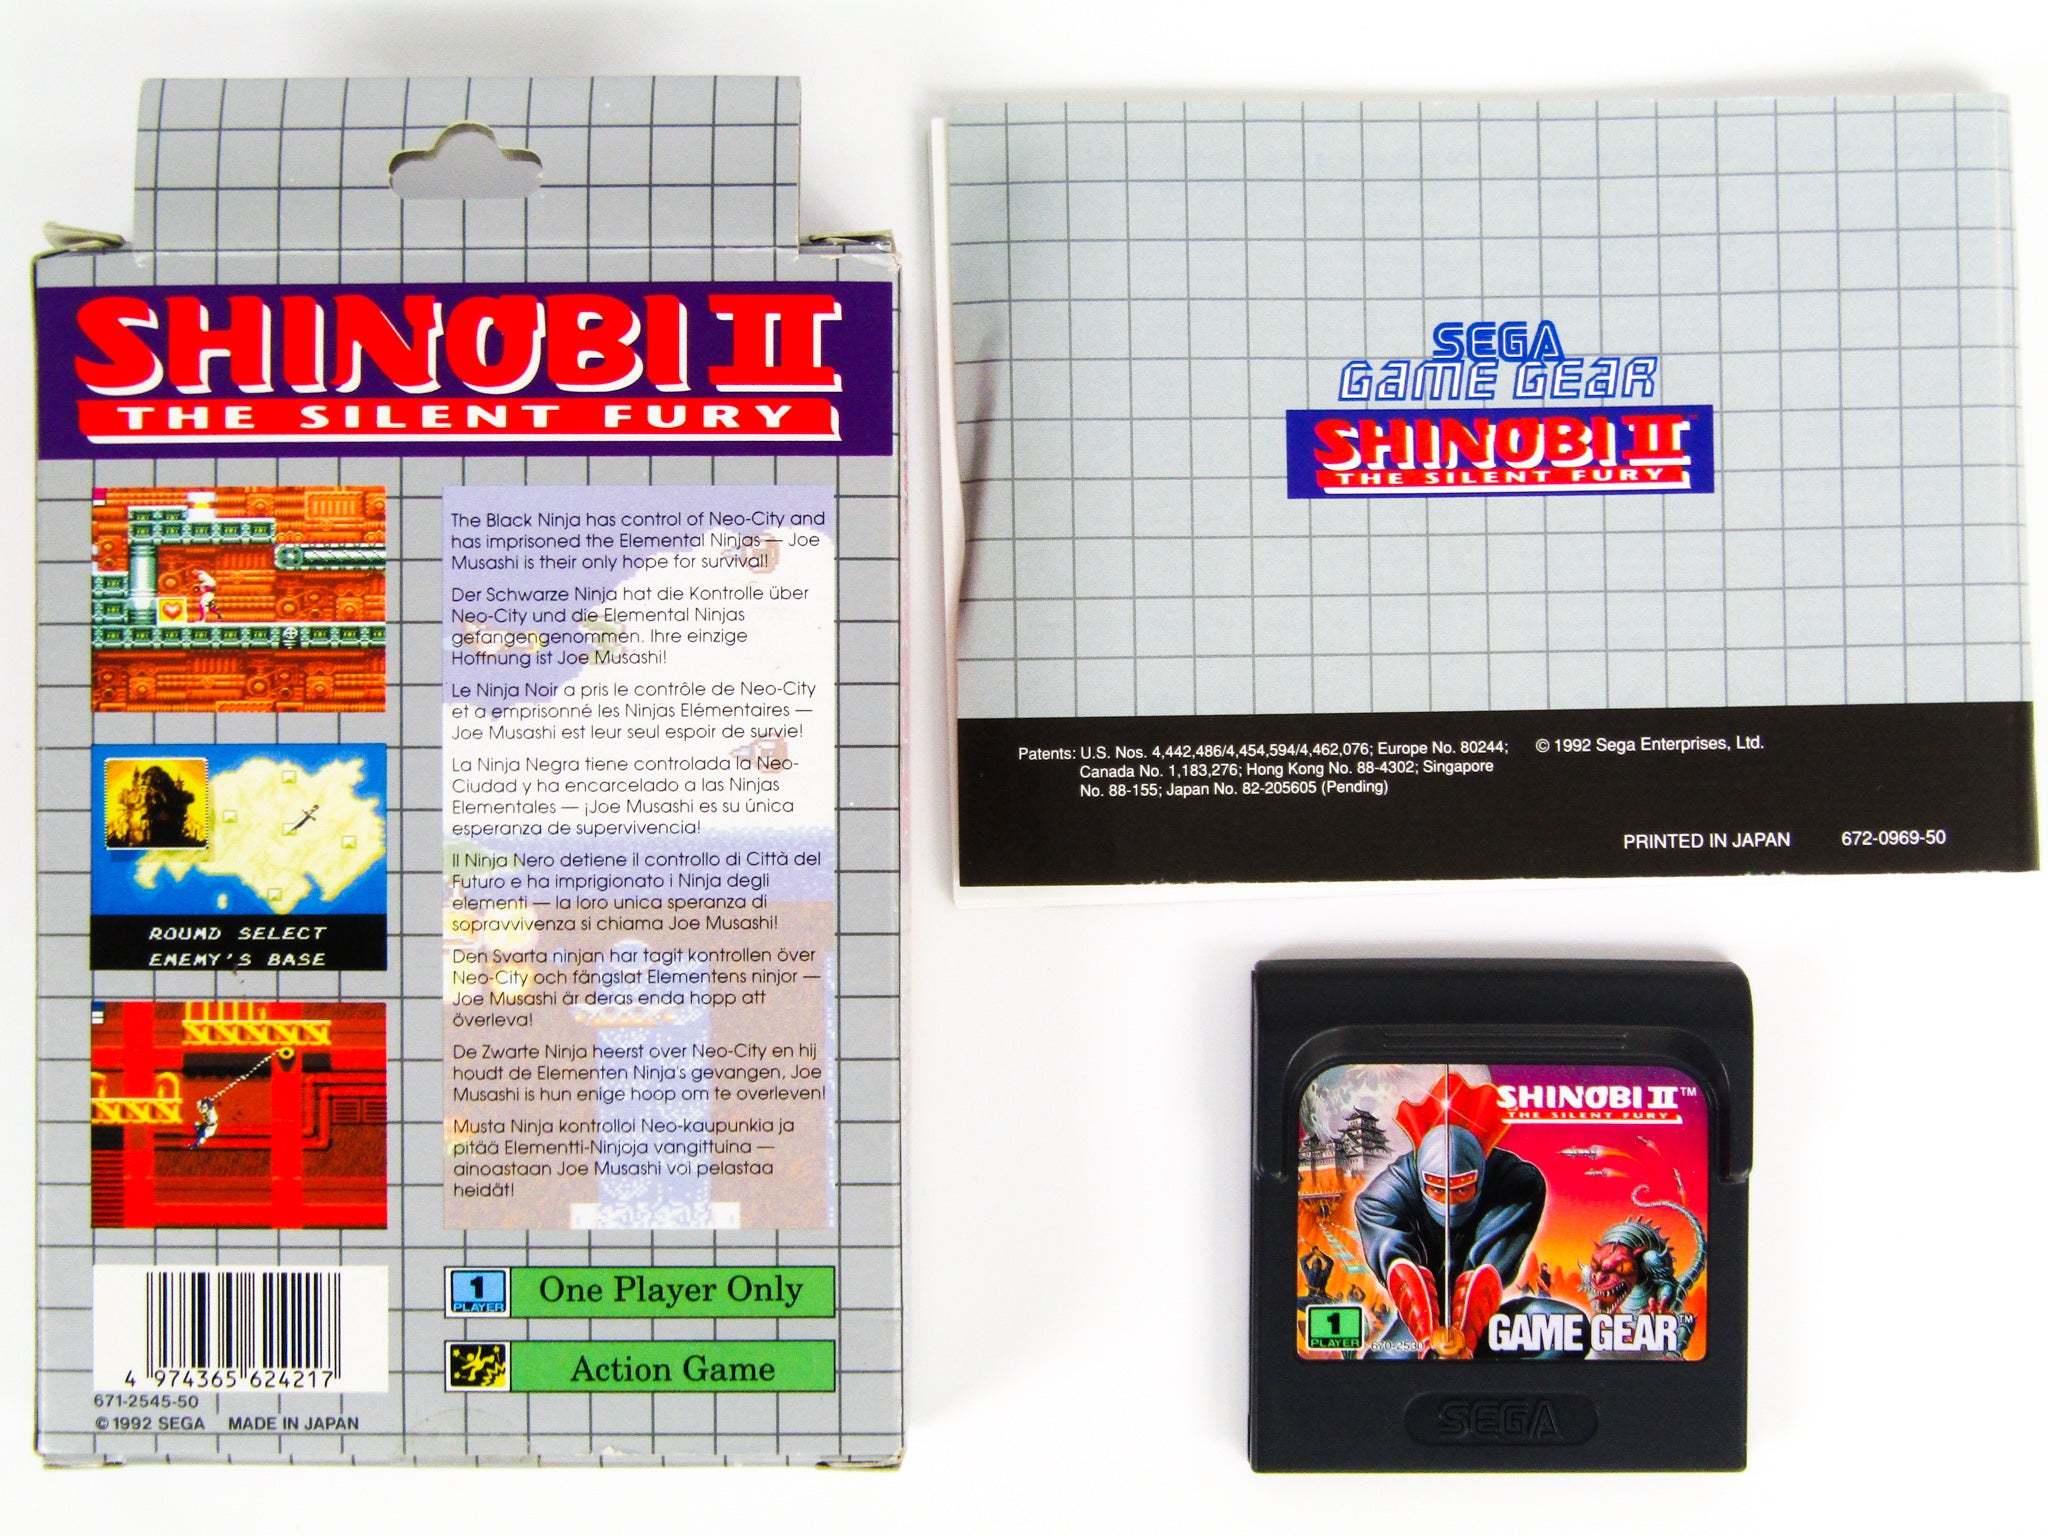 SHINOBI II
THE SILENT FURY
The Black Ninja has control of Neo-City and
has imprisoned the Elemental Ninjas — Joe
Musashi is their only hope for survival!
Der Schwarze Ninja hat die Kontrolle über
Neo-City und die Elemental Ninjas
gefangengenommen. Ihre einzige
Hoffnung ist Joe Musashi!
Le Ninja Noir a pris le contrôle de Neo-City
et a emprisonné les Ninjas Elémentaires —
Joe Musashi est leur seul espoir de survie!
La Ninja Negra tiene controlada la Neo-
Ciudad y ha encarcelado a las Ninjas
Elementales — ¡Joe Musashi es su única
esperanza de supervivencia!
Il Ninja Nero detiene il controllo di Città del
Futuro e ha imprigionato i Ninja degli
elementi — la loro unica speranza di
sopravvivenza si chiama Joe Musashi!
Den Svarta ninjan har tagit kontrollen över
Neo-City och fängslat Elementens ninjor —
Joe Musashi är deras enda hopp att
överleva!
De Zwarte Ninja heerst over Neo-City en hij
houdt de Elementen Ninja's gevangen, Joe
Musashi is hun enige hoop om te overleven!
Musta Ninja kontrolloi Neo-kaupunkia ja
pitää Elementti-Ninjoja vangittuina —
ainoastaan Joe Musashi voi pelastaa
heidät!
ROUND SELECT
ENEMY'S BASE
1
PLAYER
One Player Only
Action Game
4 974365 624217
671-2545-50
© 1992 SEGA MADE IN JAPAN
SEGA
GAME GEAR
SHINOBI II™
THE SILENT FURY
Patents: U.S. Nos. 4,442,486/4,454,594/4,462,076; Europe No. 80244; © 1992 Sega Enterprises, Ltd.
Canada No. 1,183,276; Hong Kong No. 88-4302; Singapore
No. 88-155; Japan No. 82-205605 (Pending)
PRINTED IN JAPAN 672-0969-50
SHINOBI II™
THE SILENT FURY
1
PLAYER
670-2530
GAME GEAR™
SEGA